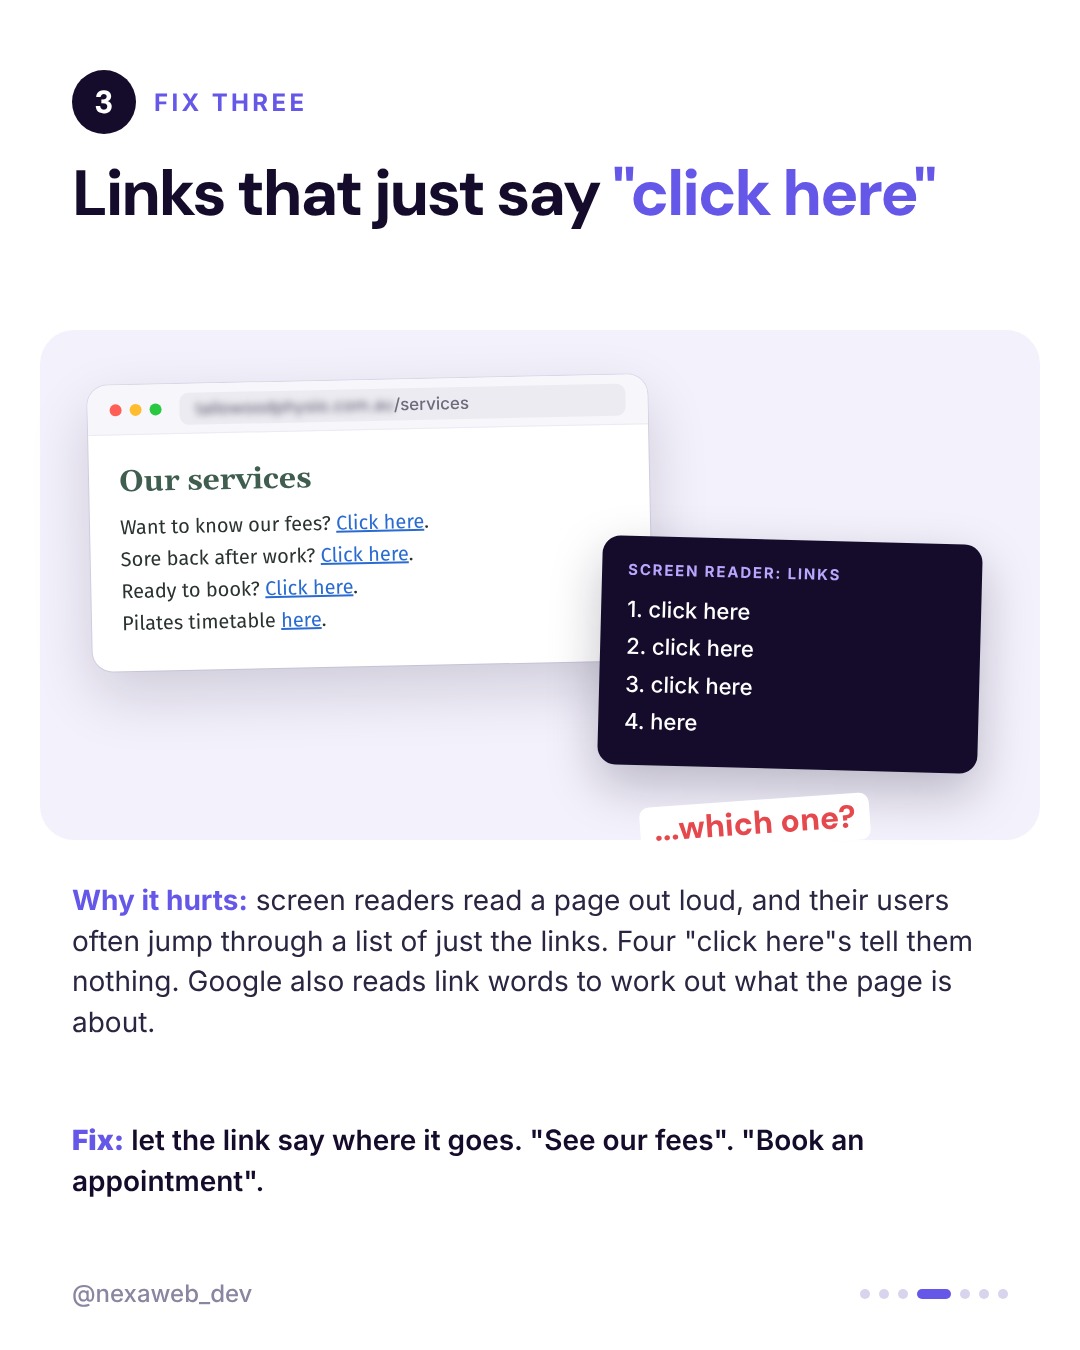 3 FIX THREE
Links that just say "click here"
/services
Our services
Want to know our fees? Click here.
Sore back after work? Click here.
Ready to book? Click here.
Pilates timetable here.
SCREEN READER: LINKS
1. click here
2. click here
3. click here
4. here
...which one?
Why it hurts: screen readers read a page out loud, and their users
often jump through a list of just the links. Four "click here"s tell them
nothing. Google also reads link words to work out what the page is
about.
Fix: let the link say where it goes. "See our fees". "Book an
appointment".
@nexaweb_dev